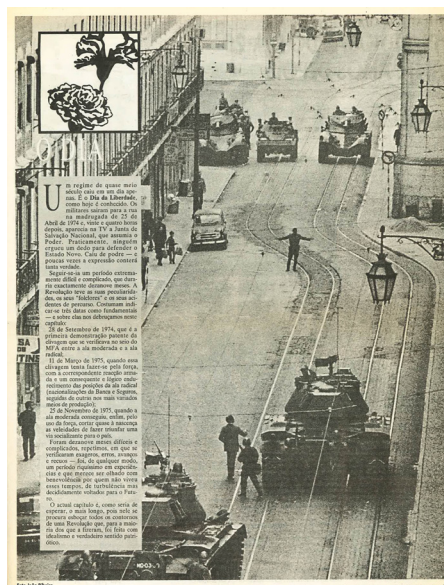 O DIA
Um regime de quase meio
século caiu em um dia ape-
nas. É o Dia da Liberdade,
como hoje é conhecido. Os
militares saíram para a rua
na madrugada de 25 de
Abril de 1974 e, vinte e quatro horas
depois, aparecia na TV a Junta de
Salvação Nacional, que assumia o
Poder. Praticamente, ninguém
ergueu um dedo para defender o
Estado Novo. Caiu de podre — e
poucas vezes a expressão conterá
tanta verdade.
Seguir-se-ia um período extrema-
mente difícil e complicado, que dura-
ria exactamente dezanove meses. A
Revolução teve as suas peculiarida-
des, os seus "folclores" e os seus aci-
dentes de percurso. Costumam indi-
car-se três datas como fundamentais
— e sobre elas nos debruçamos neste
capítulo:
28 de Setembro de 1974, que é a
primeira demonstração patente da
clivagem que se verificava no seio do
MFA entre a ala moderada e a ala
radical;
11 de Março de 1975, quando essa
clivagem tenta fazer-se pela força,
com a correspondente reacção arma-
da e um consequente e lógico endu-
recimento das posições da ala radical
(nacionalizações da Banca e Seguros,
seguidas de outras nos mais variados
meios de produção);
25 de Novembro de 1975, quando a
ala moderada conseguiu, enfim, pelo
uso da força, cortar quase à nascença
as veleidades de fazer triunfar uma
via socializante para o país.
Foram dezanove meses difíceis e
complicados, repetimos, em que se
verificaram exageros, erros, avanços
e recuos — foi, de qualquer modo,
um período riquíssimo em experiên-
cias e que merece ser olhado com
benevolência por quem não viveu
esses tempos, de turbulência mas
decididamente voltados para o Futu-
ro.
O actual capítulo é, como seria de
esperar, o mais longo, pois nele se
procura esboçar todos os contornos
de uma Revolução que, para a maio-
ria dos que a fizeram, foi feita com
idealismo e verdadeiro sentido patri-
ótico.